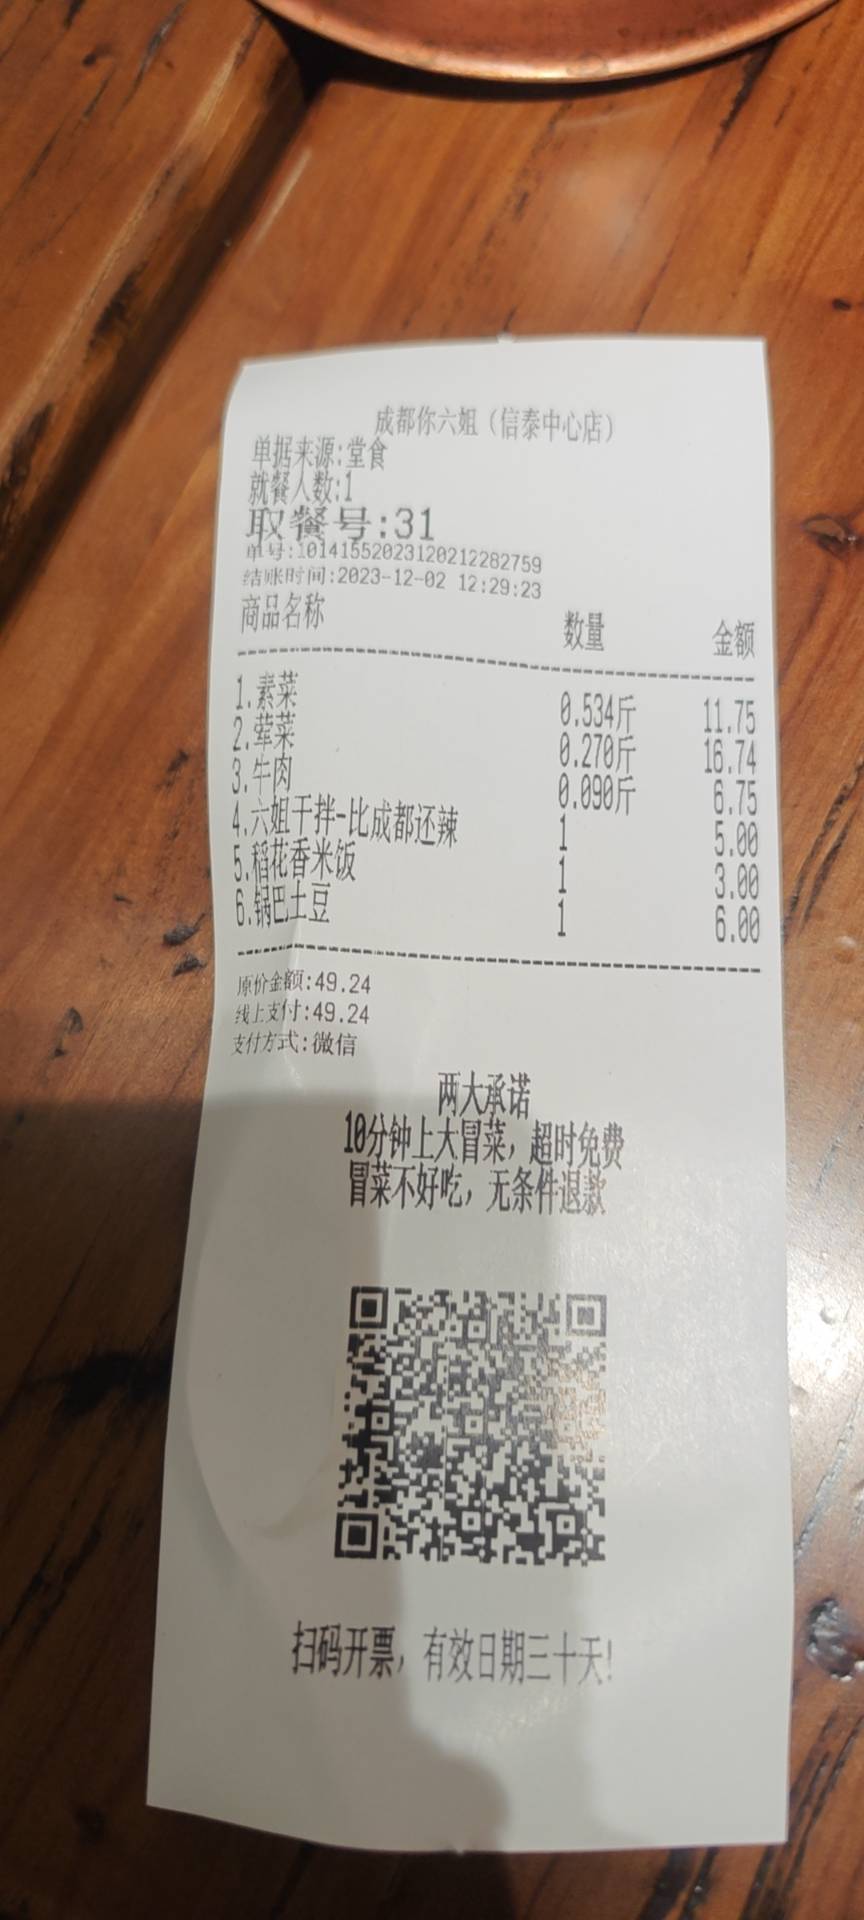 成都你六姐（信泰中心店）
单据来源:堂食
就餐人数:1
取餐号:31
单号:10141552023120212282759
结账时间:2023-12-02 12:29:23
商品名称 数量 金额
1.素菜 0.534斤 11.75
2.荤菜 0.270斤 16.74
3.牛肉 0.090斤 6.75
4.六姐干拌-比成都还辣 1 5.00
5.稻花香米饭 1 3.00
6.锅巴土豆 1 6.00
原价金额:49.24
线上支付:49.24
支付方式:微信
两大承诺
10分钟上大冒菜，超时免费
冒菜不好吃，无条件退款
扫码开票，有效日期三十天!